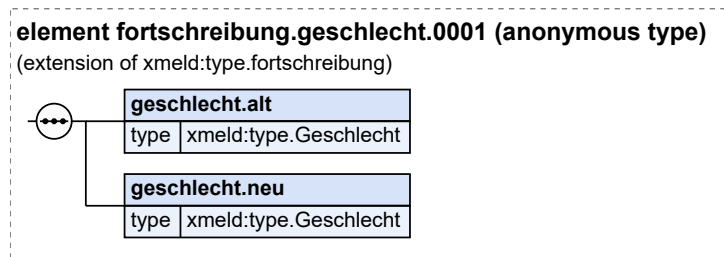 element fortschreibung.geschlecht.0001 (anonymous type)
(extension of xmeld:type.fortschreibung)
geschlecht.alt
type xmeld:type.Geschlecht
geschlecht.neu
type xmeld:type.Geschlecht